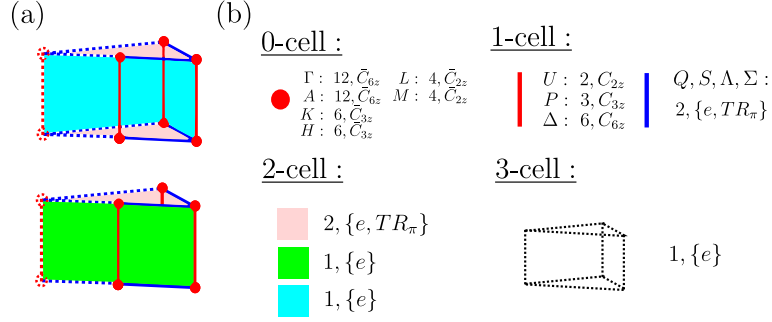 (a)
(b)
0-cell :
Γ : 12, C̄₆z L : 4, C̄₂z
A : 12, C̄₆z M : 4, C̄₂z
K : 6, C̄₃z
H : 6, C̄₃z
1-cell :
U : 2, C₂z
P : 3, C₃z
Δ : 6, C₆z
Q, S, Λ, Σ :
2, {e, TRπ}
2-cell :
2, {e, TRπ}
1, {e}
1, {e}
3-cell :
1, {e}